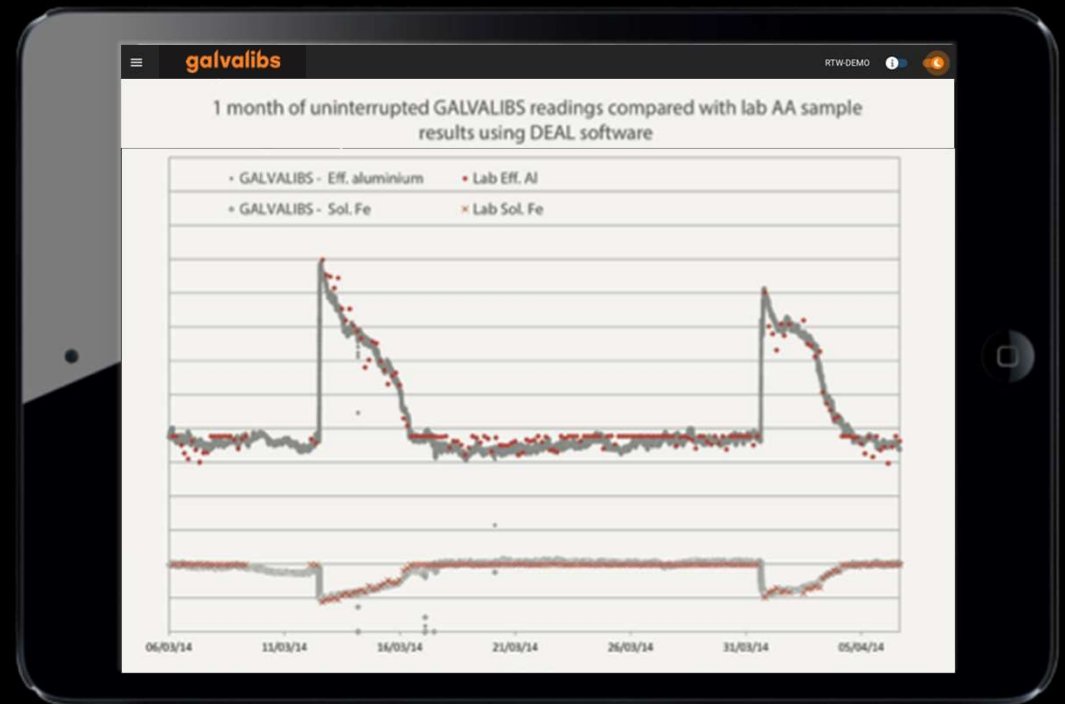 galvalibs
RTW-DEMO
1 month of uninterrupted GALVALIBS readings compared with lab AA sample
results using DEAL software
GALVALIBS - Eff. aluminium
Lab Eff. Al
GALVALIBS - Sol. Fe
Lab Sol. Fe
06/03/14
11/03/14
16/03/14
21/03/14
26/03/14
31/03/14
05/04/14